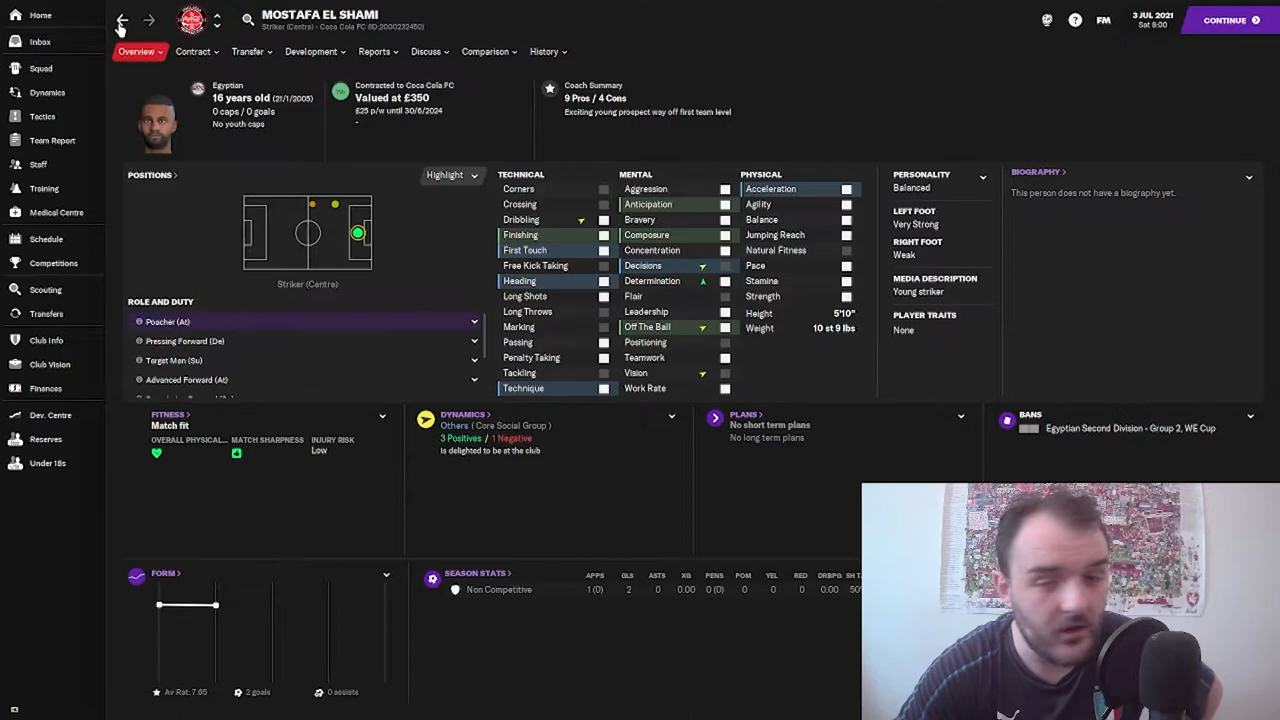 Home
MOSTAFA EL SHAMI
Striker (Centre) - Coca Cola FC (ID:2000232450)
FM
3 JUL 2021
Sat 8:00
CONTINUE
Inbox
Overview
Contract
Transfer
Development
Reports
Discuss
Comparison
History
Squad
Dynamics
Tactics
Team Report
Staff
Training
Medical Centre
Schedule
Competitions
Scouting
Transfers
Club Info
Club Vision
Finances
Dev. Centre
Reserves
Under 18s
Egyptian
16 years old (21/1/2005)
0 caps / 0 goals
No youth caps
Contracted to Coca Cola FC
Valued at £350
£25 p/w until 30/6/2024
-
Coach Summary
9 Pros / 4 Cons
Exciting young prospect way off first team level
POSITIONS
Highlight
Striker (Centre)
ROLE AND DUTY
Poacher (At)
Pressing Forward (De)
Target Man (Su)
Advanced Forward (At)
TECHNICAL
Corners
Crossing
Dribbling
Finishing
First Touch
Free Kick Taking
Heading
Long Shots
Long Throws
Marking
Passing
Penalty Taking
Tackling
Technique
MENTAL
Aggression
Anticipation
Bravery
Composure
Concentration
Decisions
Determination
Flair
Leadership
Off The Ball
Positioning
Teamwork
Vision
Work Rate
PHYSICAL
Acceleration
Agility
Balance
Jumping Reach
Natural Fitness
Pace
Stamina
Strength
Height 5'10"
Weight 10 st 9 lbs
PERSONALITY
Balanced
LEFT FOOT
Very Strong
RIGHT FOOT
Weak
MEDIA DESCRIPTION
Young striker
PLAYER TRAITS
None
BIOGRAPHY
This person does not have a biography yet.
FITNESS
Match fit
OVERALL PHYSICAL... MATCH SHARPNESS INJURY RISK
Low
DYNAMICS
Others ( Core Social Group )
3 Positives / 1 Negative
Is delighted to be at the club
PLANS
No short term plans
No long term plans
BANS
Egyptian Second Division - Group 2, WE Cup
FORM
Av Rat: 7.65
2 goals
0 assists
SEASON STATS APPS GLS ASTS XG PENS POM YEL RED DRBPG SH TA
Non Competitive 1 (0) 2 0 0.00 0 (0) 0 0 0 0.00 50